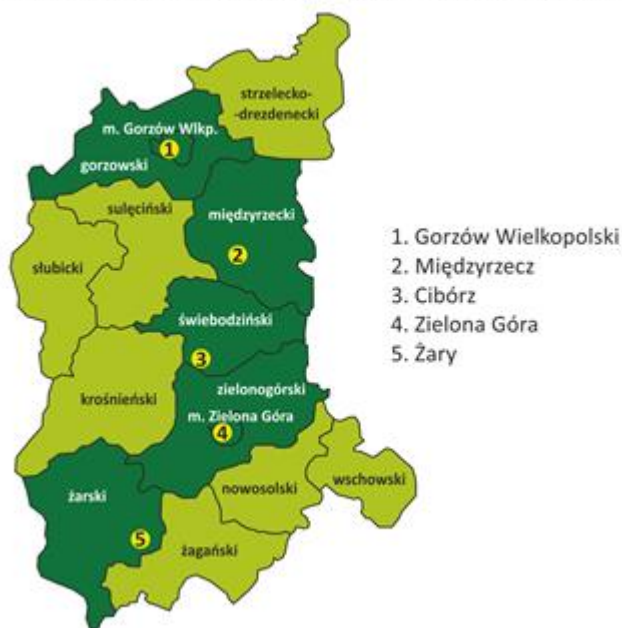 strzelecko-
-drezdenecki
m. Gorzów Wlkp.
1
gorzowski
sulęciński
międzyrzecki
2
słubicki
świebodziński
3
krośnieński
zielonogórski
m. Zielona Góra
4
nowosolski
wschowski
żarski
5
żagański
1. Gorzów Wielkopolski
2. Międzyrzecz
3. Cibórz
4. Zielona Góra
5. Żary